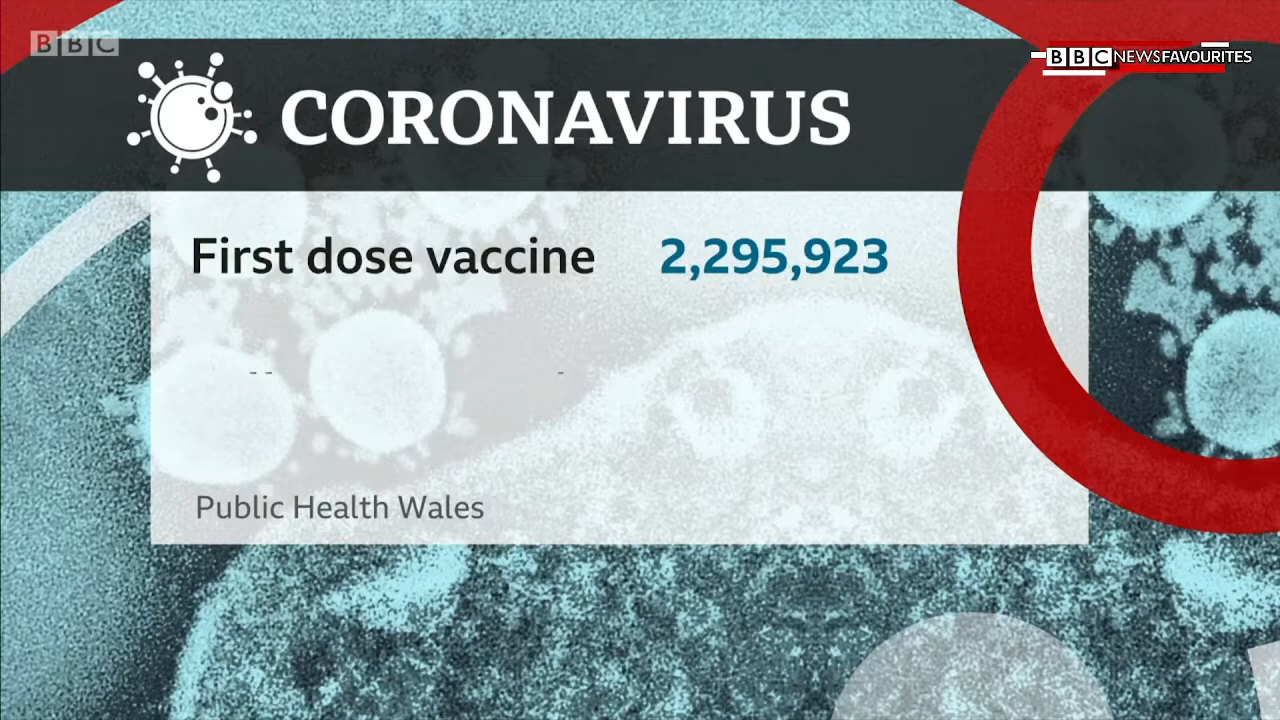 BBC
BBC NEWS FAVOURITES
CORONAVIRUS
First dose vaccine 2,295,923
Public Health Wales